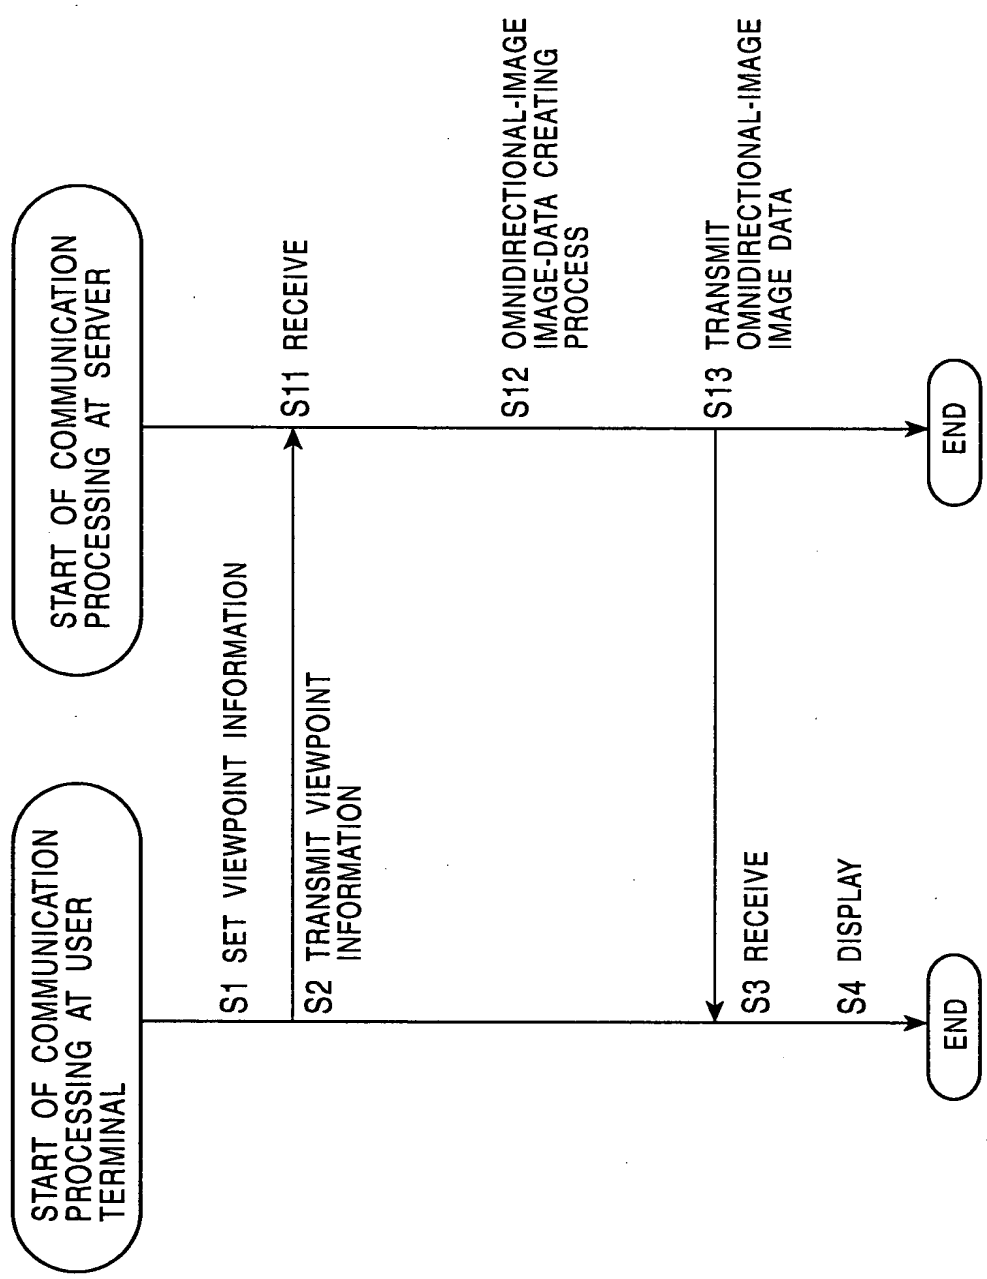 START OF COMMUNICATION
PROCESSING AT USER
TERMINAL
S1 SET VIEWPOINT INFORMATION
S2 TRANSMIT VIEWPOINT
INFORMATION
S3 RECEIVE
S4 DISPLAY
END
START OF COMMUNICATION
PROCESSING AT SERVER
S11 RECEIVE
S12 OMNIDIRECTIONAL-IMAGE
IMAGE-DATA CREATING
PROCESS
S13 TRANSMIT
OMNIDIRECTIONAL-IMAGE
IMAGE DATA
END